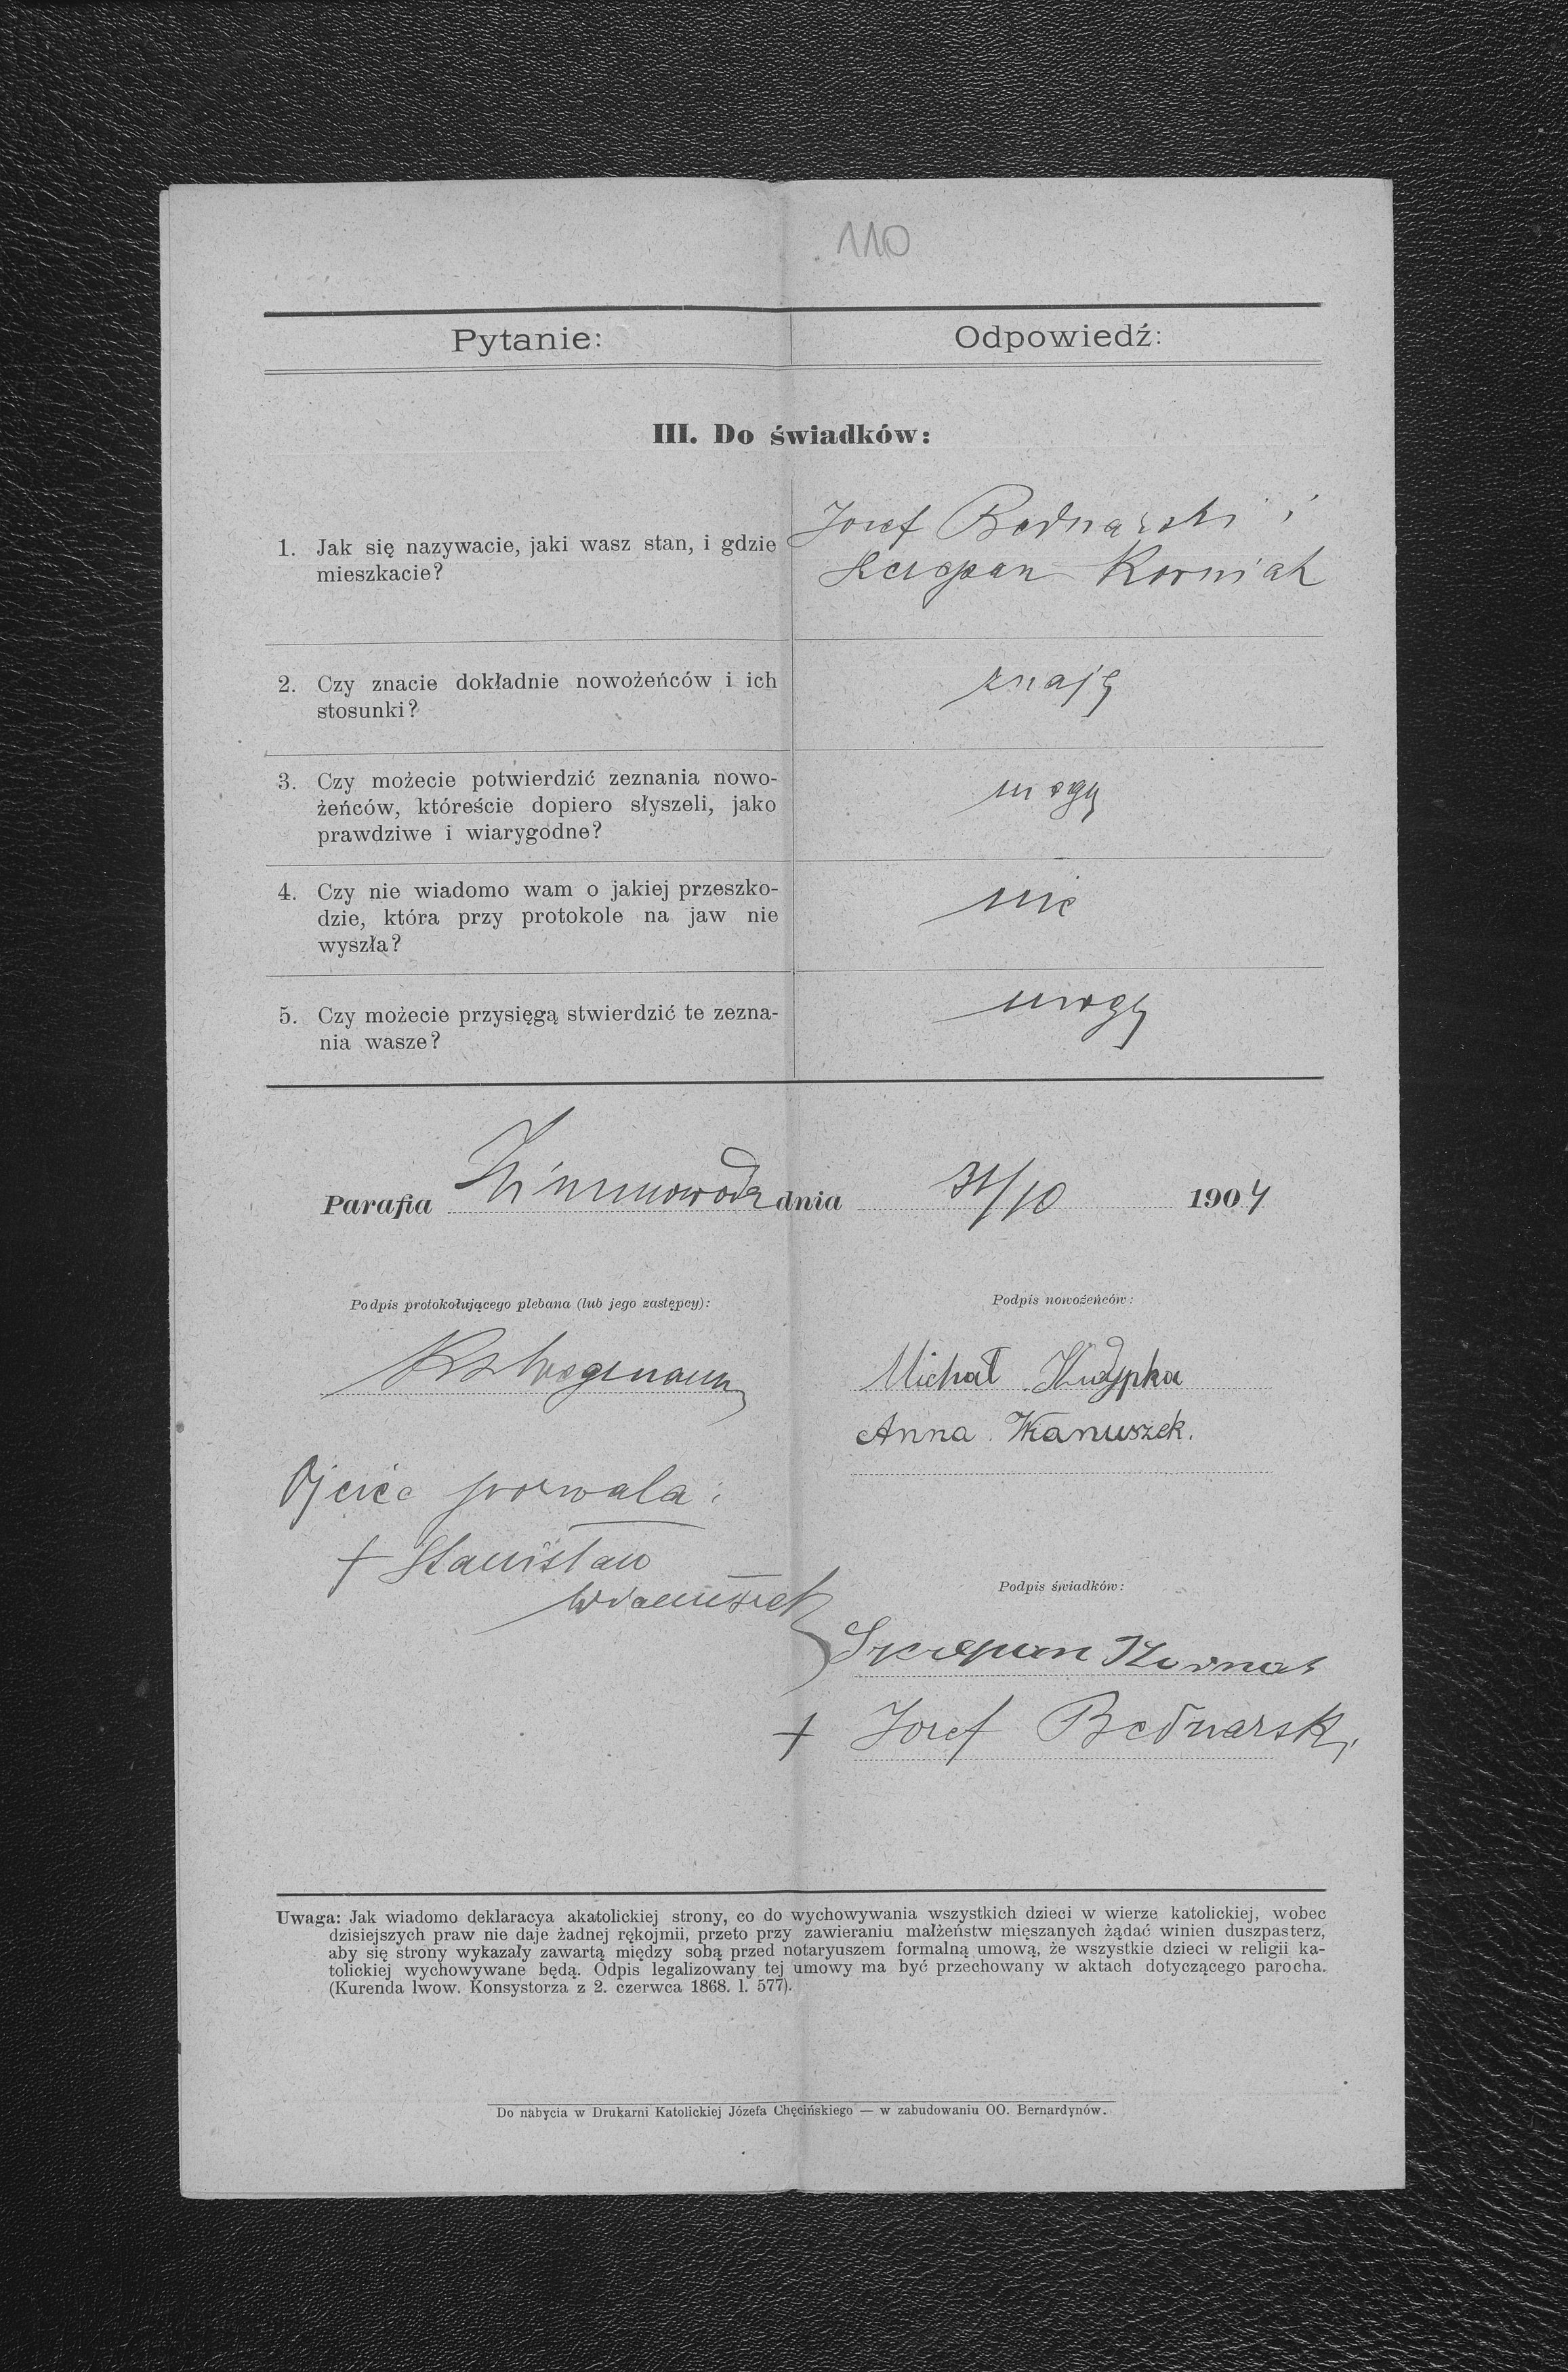 110
Pytanie:
Odpowiedź:
III. Do świadków:
1. Jak się nazywacie, jaki wasz stan, i gdzie
mieszkacie?
Jozef Bednarski i
Szczepan Korniak
2. Czy znacie dokładnie nowożeńców i ich
stosunki?
znają
3. Czy możecie potwierdzić zeznania nowo-
żeńców, któreście dopiero słyszeli, jako
prawdziwe i wiarygodne?
mogą
4. Czy nie wiadomo wam o jakiej przeszko-
dzie, która przy protokole na jaw nie
wyszła?
nie
5. Czy możecie przysięgą stwierdzić te zezna-
nia wasze?
mogą
Parafia Zimnowoda dnia 31/10 1904
Podpis protokołującego plebana (lub jego zastępcy):
Podpis nowożeńców:
Michał
Anna Wanuszek.
Ojciec pozwala:
+ Stanisław
Podpis świadków:
Szczepan
+ Jozef Bednarski
Uwaga: Jak wiadomo deklaracya akatolickiej strony, co do wychowywania wszystkich dzieci w wierze katolickiej, wobec
dzisiejszych praw nie daje żadnej rękojmii, przeto przy zawieraniu małżeństw mięszanych żądać winien duszpasterz,
aby się strony wykazały zawartą między sobą przed notaryuszem formalną umową, że wszystkie dzieci w religii ka-
tolickiej wychowywane będą. Odpis legalizowany tej umowy ma być przechowany w aktach dotyczącego parocha.
(Kurenda lwow. Konsystorza z 2. czerwca 1868. l. 577).
Do nabycia w Drukarni Katolickiej Józefa Chęcińskiego — w zabudowaniu OO. Bernardynów.